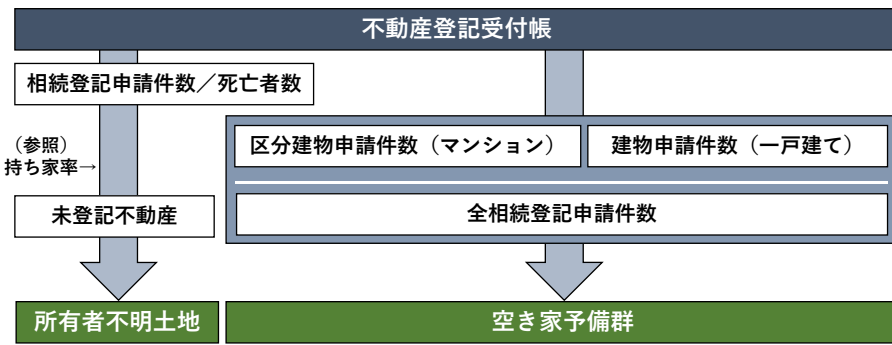 不動産登記受付帳
相続登記申請件数／死亡者数
（参照）
持ち家率→
未登記不動産
所有者不明土地
区分建物申請件数（マンション）
建物申請件数（一戸建て）
全相続登記申請件数
空き家予備群